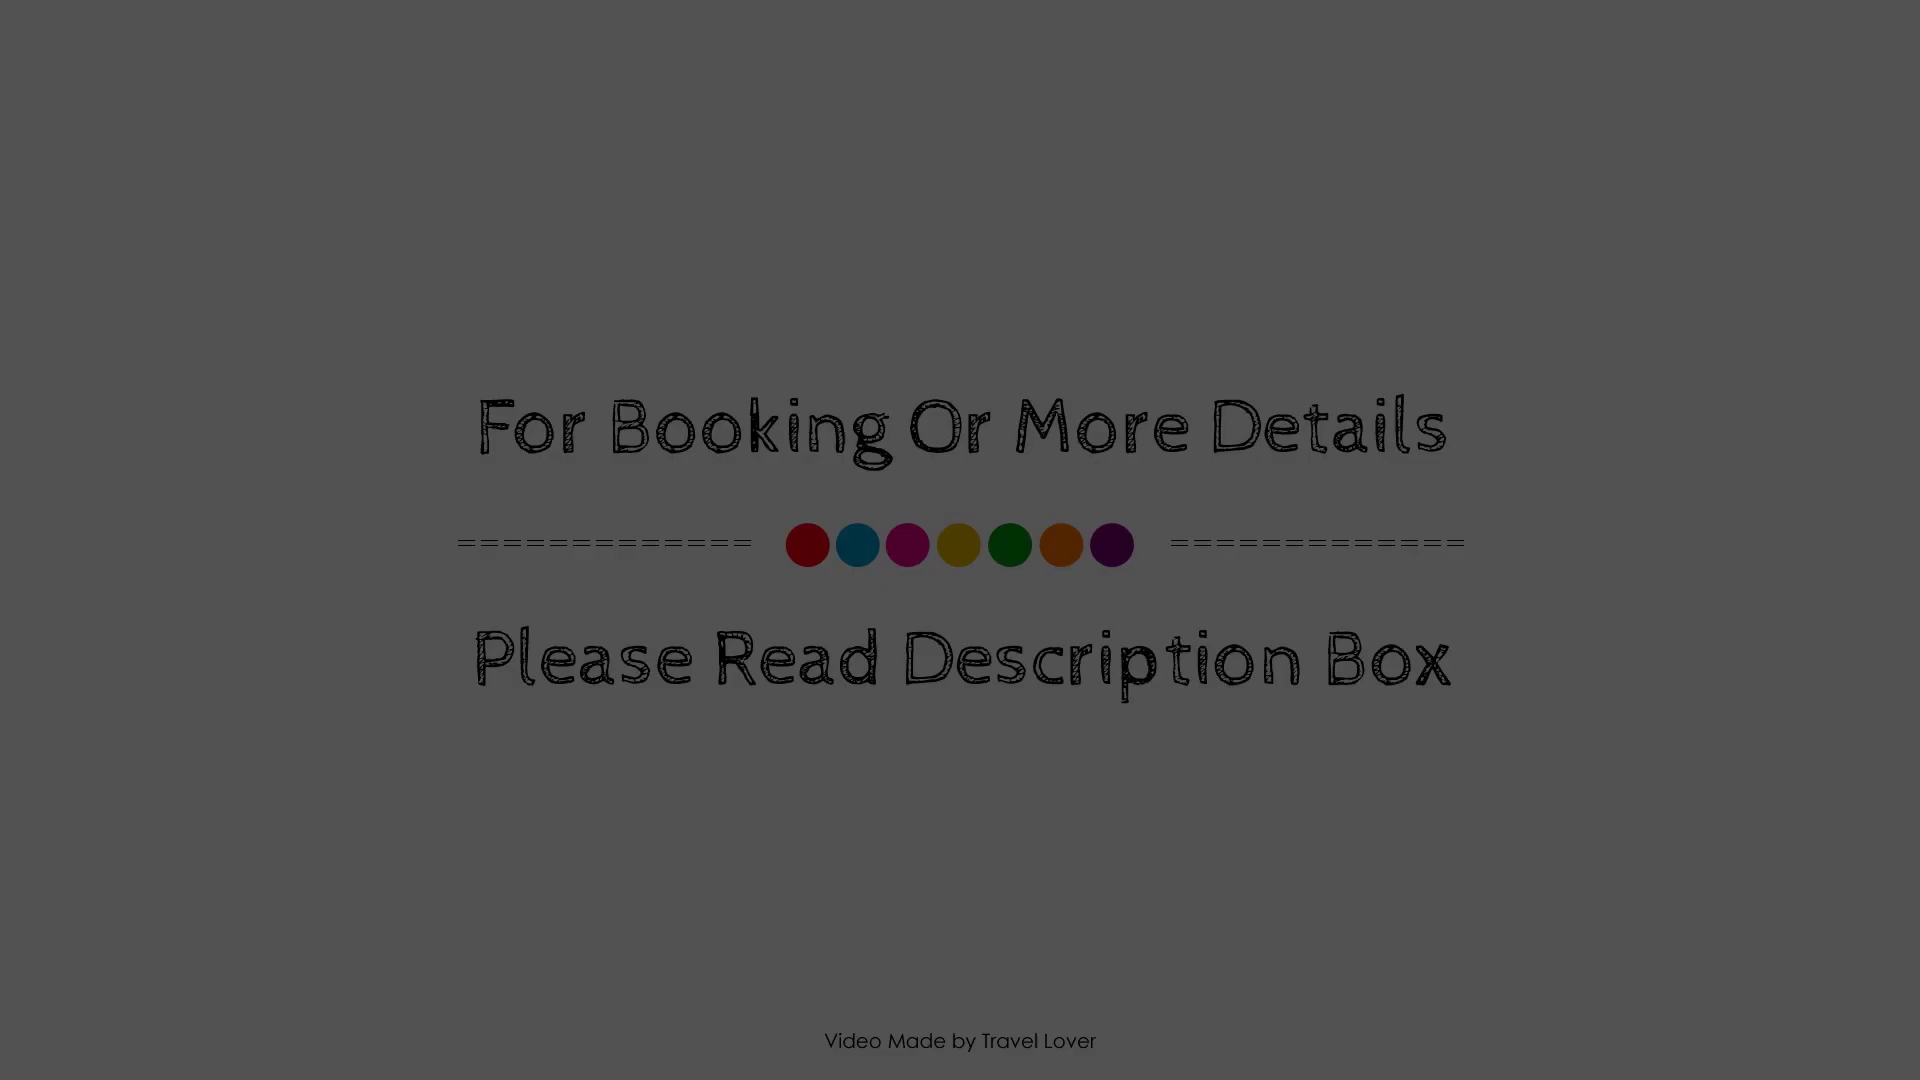 For Booking Or More Details
============= =============
Please Read Description Box
Video Made by Travel Lover